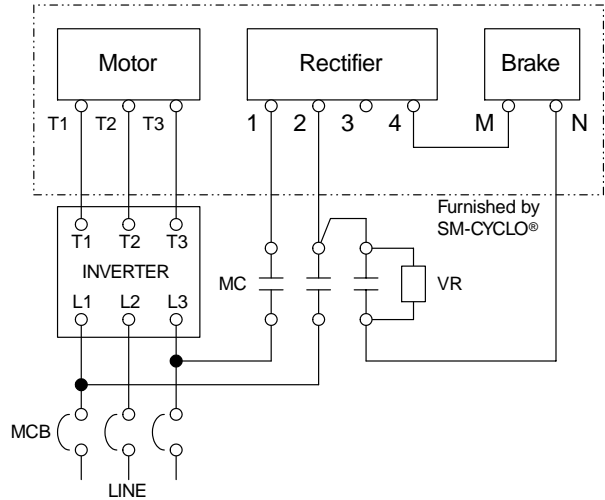 Motor
Rectifier
Brake
T1 T2 T3
1 2 3 4
M N
Furnished by
SM-CYCLO®
T1 T2 T3
INVERTER
L1 L2 L3
MC
VR
MCB
LINE